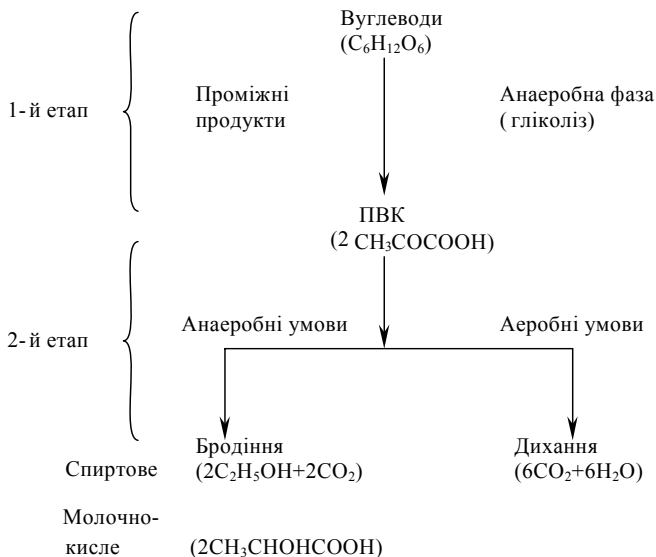 Вуглеводи
(C₆H₁₂O₆)
1-й етап
Проміжні
продукти
Анаеробна фаза
( гліколіз)
ПВК
(2 CH₃COCOOH)
2-й етап
Анаеробні умови
Аеробні умови
Бродіння
Дихання
Спиртове
(2C₂H₅OH+2CO₂)
(6CO₂+6H₂O)
Молочно-
кисле
(2CH₃CHOHCOOH)